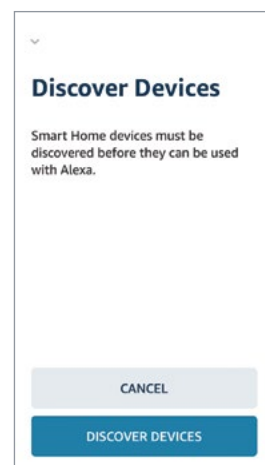 Discover Devices
Smart Home devices must be
discovered before they can be used
with Alexa.
CANCEL
DISCOVER DEVICES